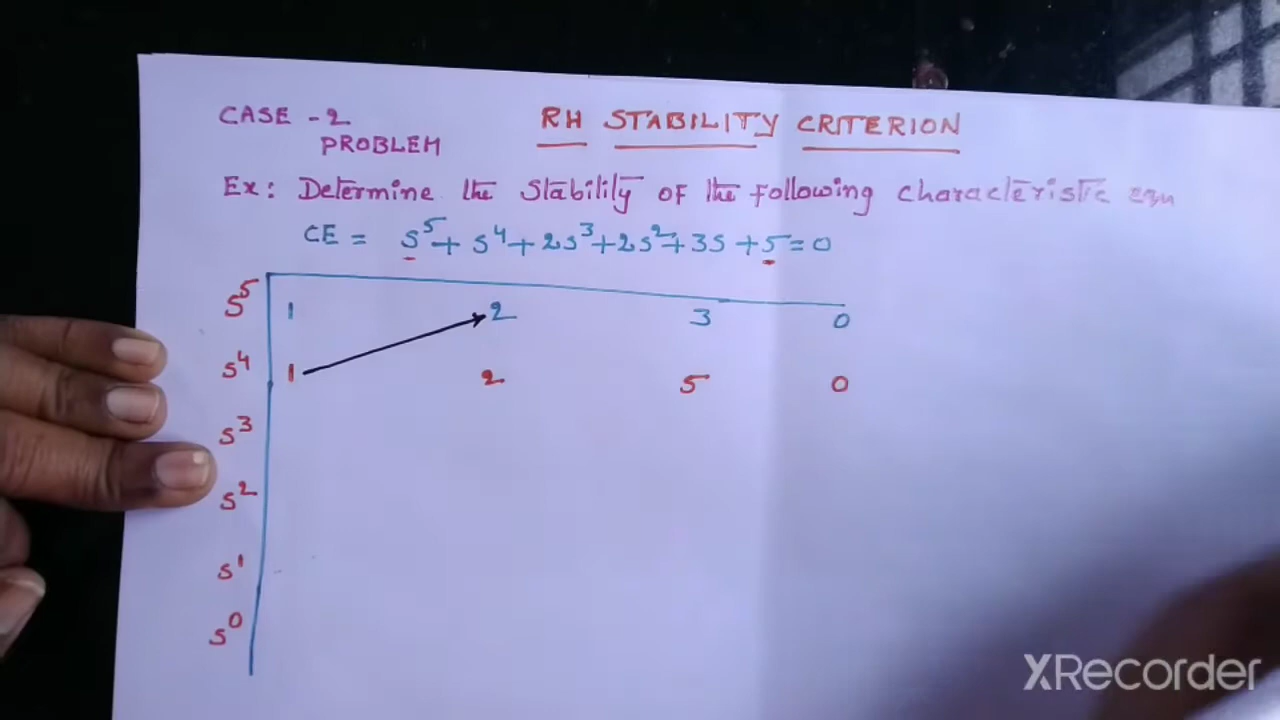 CASE - 2 RH STABILITY CRITERION
PROBLEM
Ex: Determine the Stability of the following characteristic eqn
CE = s⁵+ s⁴+ 2s³+2s²+3s +5=0
s⁵ 1 2 3 0
s⁴ 1 2 5 0
s³
s²
s¹
s⁰
XRecorder